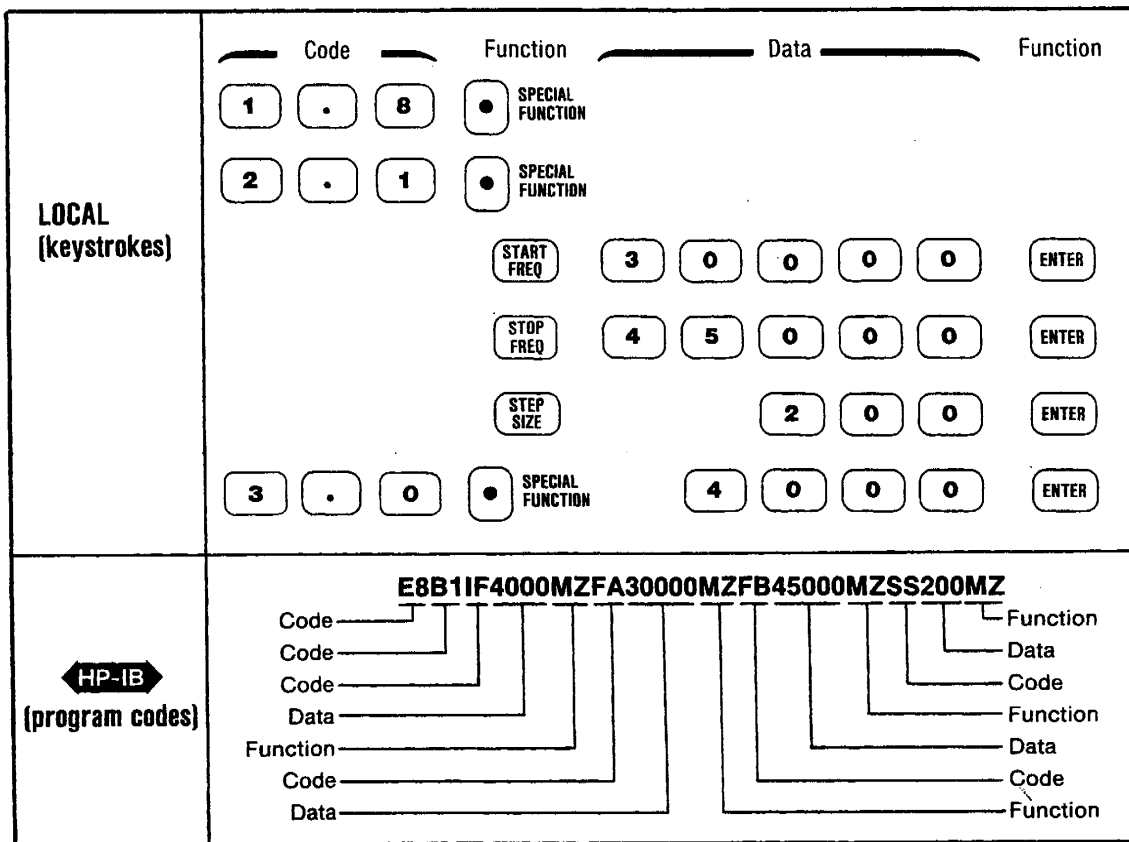 Code Function Data Function
1 . 8 • SPECIAL FUNCTION
2 . 1 • SPECIAL FUNCTION
LOCAL
(keystrokes)
START FREQ 3 0 0 0 0 ENTER
STOP FREQ 4 5 0 0 0 ENTER
STEP SIZE 2 0 0 ENTER
3 . 0 • SPECIAL FUNCTION 4 0 0 0 ENTER
HP-IB
(program codes)
E8B1IF4000MZFA30000MZFB45000MZSS200MZ
Code
Code
Code
Data
Function
Code
Data
Function
Data
Code
Function
Data
Code
Function